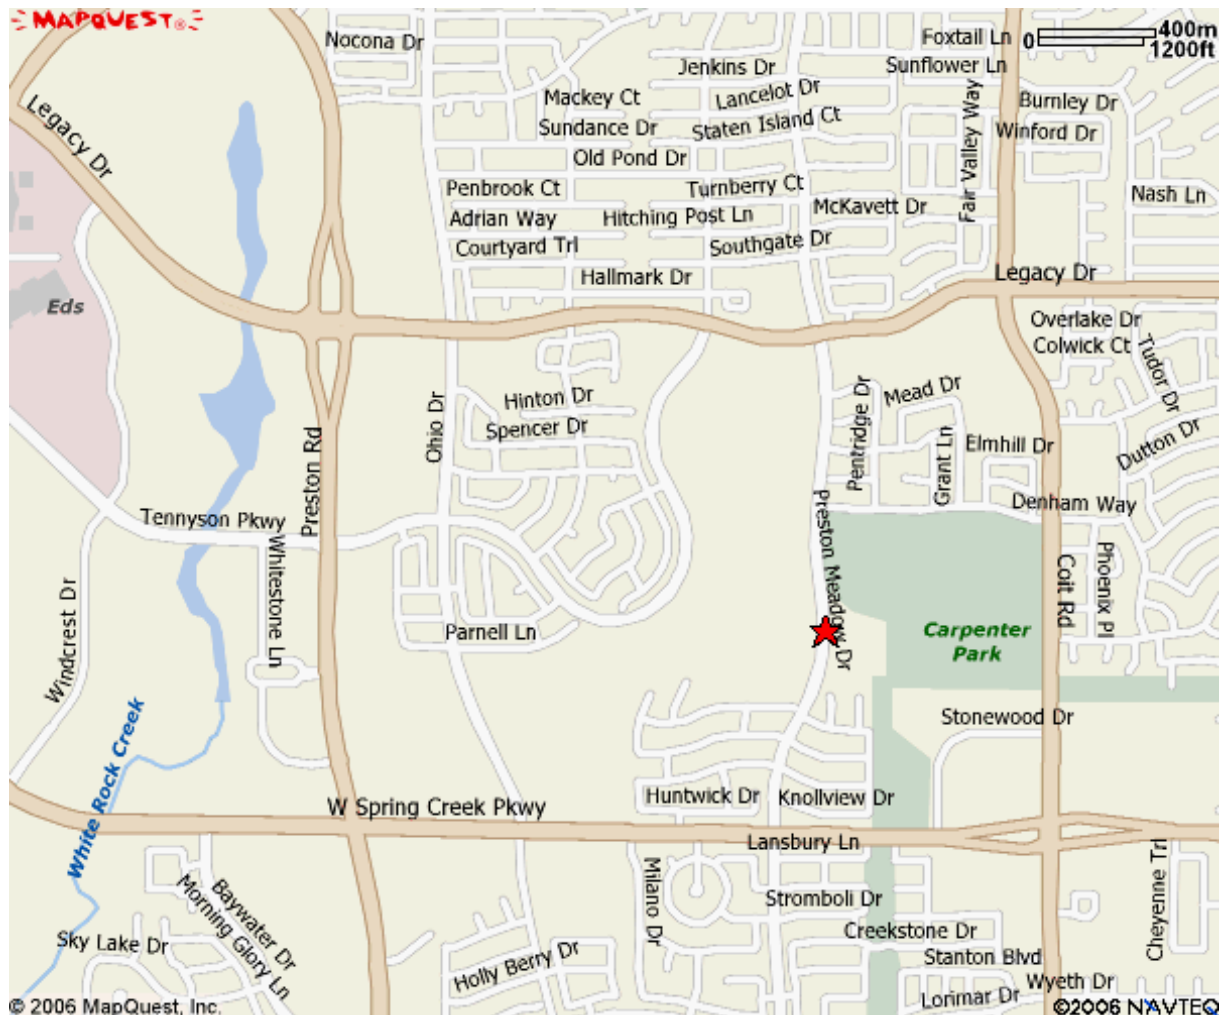 MAPQUEST®
400m
0
1200ft
Nocona Dr
Foxtail Ln
Jenkins Dr
Sunflower Ln
Mackey Ct
Lancelot Dr
Burnley Dr
Legacy Dr
Sundance Dr
Staten Island Ct
Fair Valley Way
Winford Dr
Old Pond Dr
Penbrook Ct
Turnberry Ct
Nash Ln
Adrian Way
Hitching Post Ln
McKavett Dr
Courtyard Trl
Southgate Dr
Hallmark Dr
Legacy Dr
Eds
Overlake Dr
Colwick Ct
Tudor Dr
Hinton Dr
Mead Dr
Ohio Dr
Spencer Dr
Pentridge Dr
Grant Ln
Elmhill Dr
Dutton Dr
Preston Rd
Denham Way
Tennyson Pkwy
Whitestone Ln
Preston Meadow Dr
Coit Rd
Phoenix Pl
Windcrest Dr
Parnell Ln
Carpenter
Park
Stonewood Dr
White Rock Creek
Huntwick Dr
Knollview Dr
W Spring Creek Pkwy
Lansbury Ln
Milano Dr
Cheyenne Trl
Stromboli Dr
Baywater Dr
Morning Glory Ln
Sky Lake Dr
Creekstone Dr
Holly Berry Dr
Stanton Blvd
Wyeth Dr
Lorimar Dr
© 2006 MapQuest, Inc.
©2006 NAVTEQ